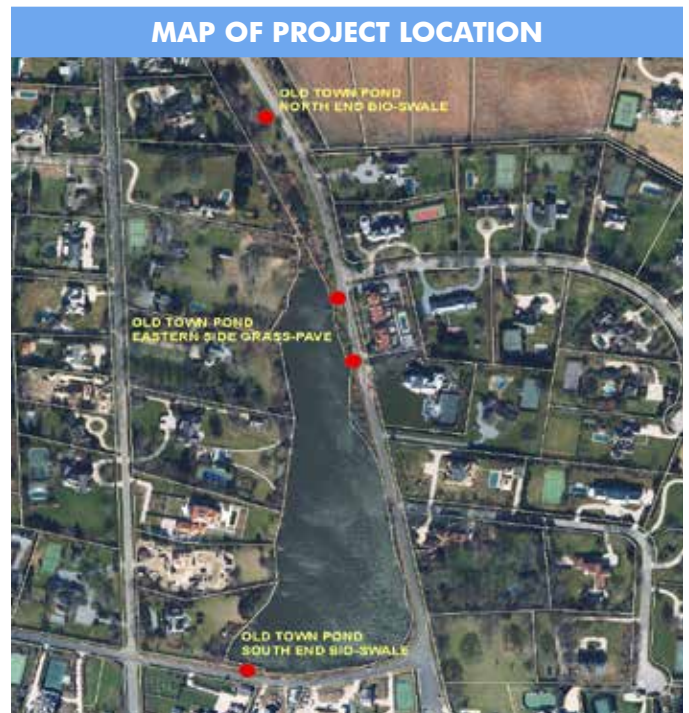 MAP OF PROJECT LOCATION
OLD TOWN POND
NORTH END BIO-SWALE
OLD TOWN POND
EASTERN SIDE GRASS-PAVE
OLD TOWN POND
SOUTH END BIO-SWALE